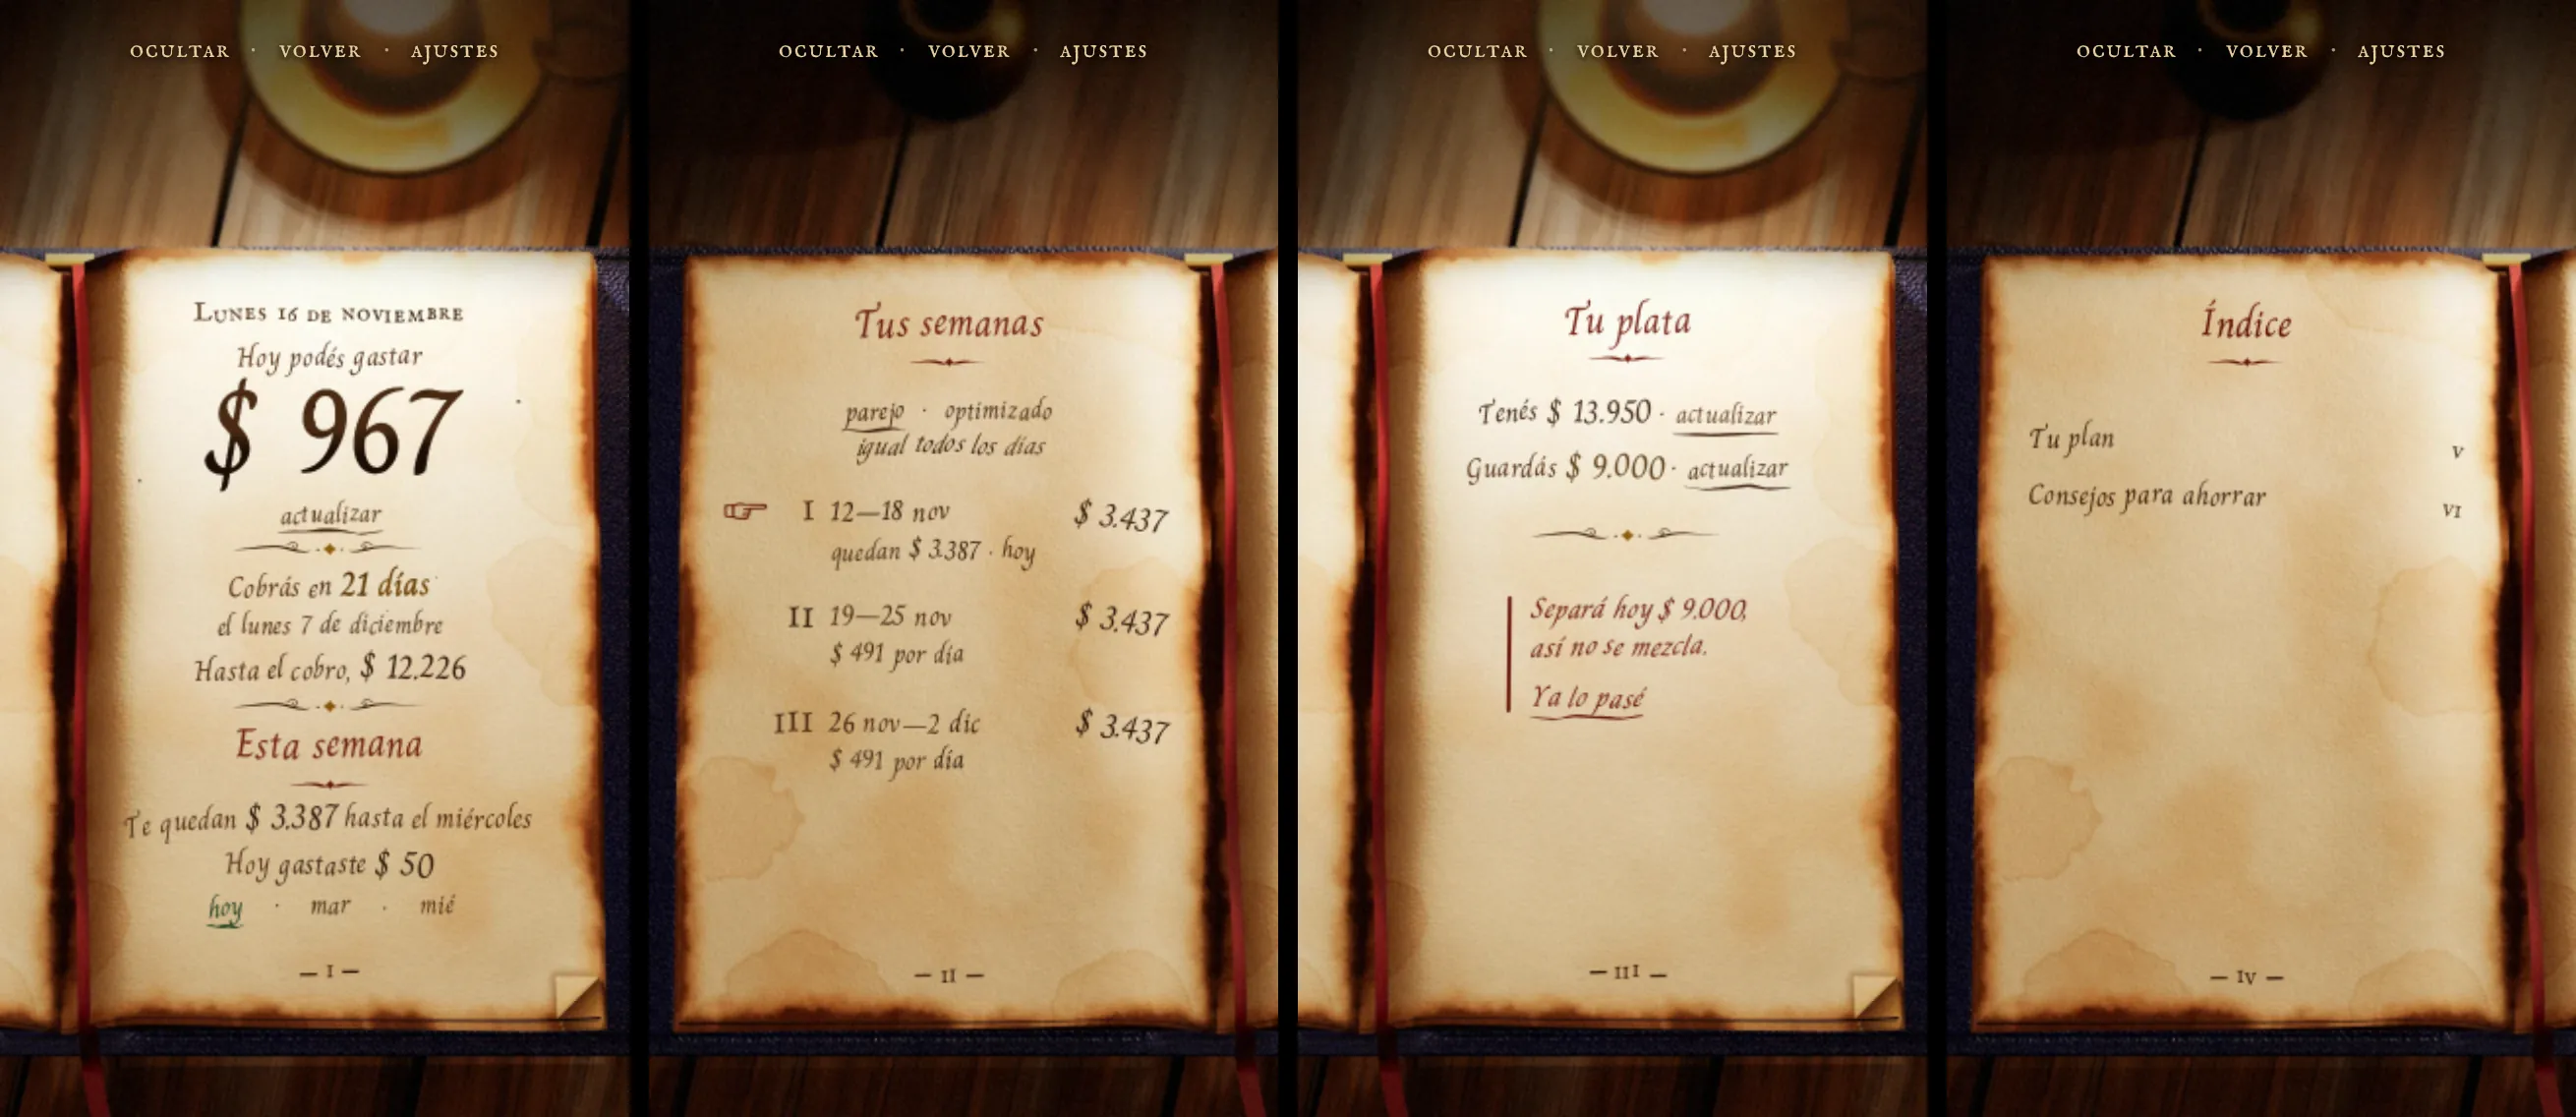 OCULTAR · VOLVER · AJUSTES
LUNES 16 DE NOVIEMBRE
Hoy podés gastar
$ 967
actualizar
Cobrás en 21 días
el lunes 7 de diciembre
Hasta el cobro, $ 12.226
Esta semana
Te quedan $ 3.387 hasta el miércoles
Hoy gastaste $ 50
hoy · mar · mié
— I —
OCULTAR · VOLVER · AJUSTES
Tus semanas
parejo · optimizado
igual todos los días
I 12—18 nov $ 3.437
quedan $ 3.387 · hoy
II 19—25 nov $ 3.437
$ 491 por día
III 26 nov—2 dic $ 3.437
$ 491 por día
— II —
OCULTAR · VOLVER · AJUSTES
Tu plata
Tenés $ 13.950 · actualizar
Guardás $ 9.000 · actualizar
Separá hoy $ 9.000,
así no se mezcla.
Ya lo pasé
— III —
OCULTAR · VOLVER · AJUSTES
Índice
Tu plan V
Consejos para ahorrar VI
— IV —